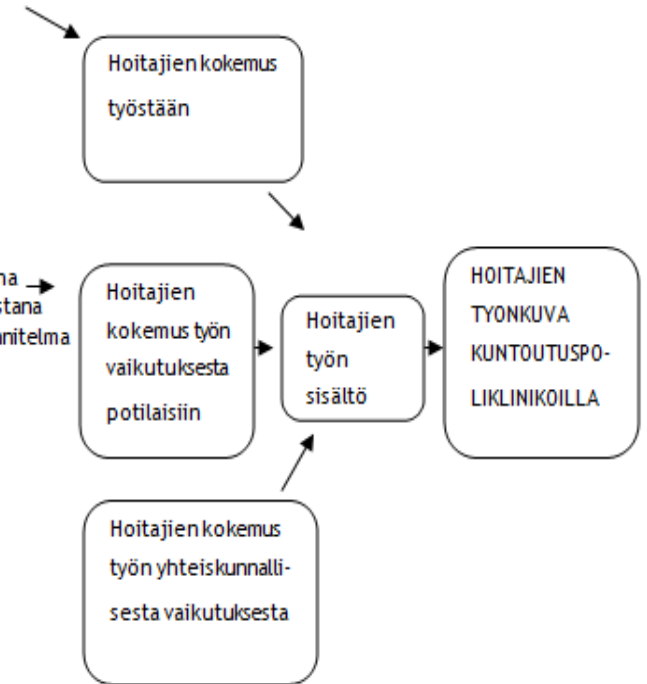 Hoitajien kokemus
työstään
Hoitajien
kokemus työn
vaikutuksesta
potilaisiin
Hoitajien
työn
sisältö
HOITAJIEN
TYONKUVA
KUNTOUTUSPO-
LIKLINIKOILLA
Hoitajien kokemus
työn yhteiskunnalli-
sesta vaikutuksesta